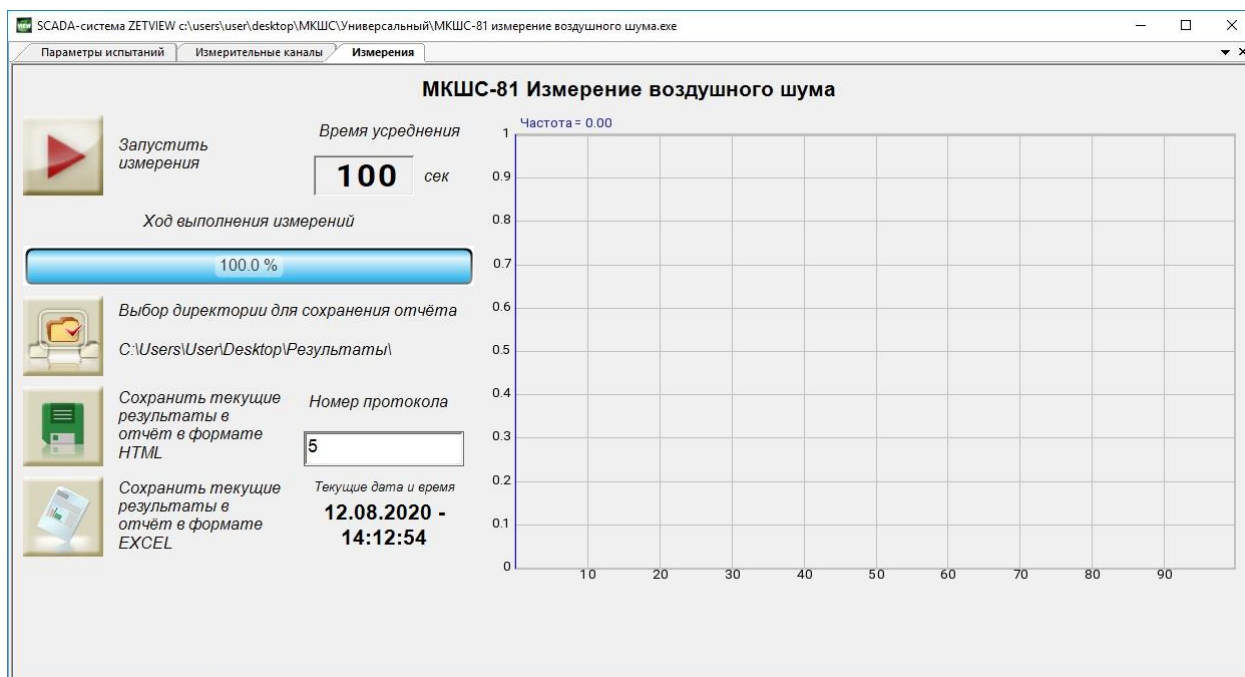 SCADA-система ZETVIEW c:\users\user\desktop\МКШС\Универсальный\МКШС-81 измерение воздушного шума.exe
Параметры испытаний
Измерительные каналы
Измерения
МКШС-81 Измерение воздушного шума
Запустить
измерения
Время усреднения
100 сек
Ход выполнения измерений
100.0 %
Выбор директории для сохранения отчёта
C:\Users\User\Desktop\Результаты\
Сохранить текущие
результаты в
отчёт в формате
HTML
Номер протокола
5
Сохранить текущие
результаты в
отчёт в формате
EXCEL
Текущие дата и время
12.08.2020 -
14:12:54
Частота = 0.00
1
0.9
0.8
0.7
0.6
0.5
0.4
0.3
0.2
0.1
0
10 20 30 40 50 60 70 80 90